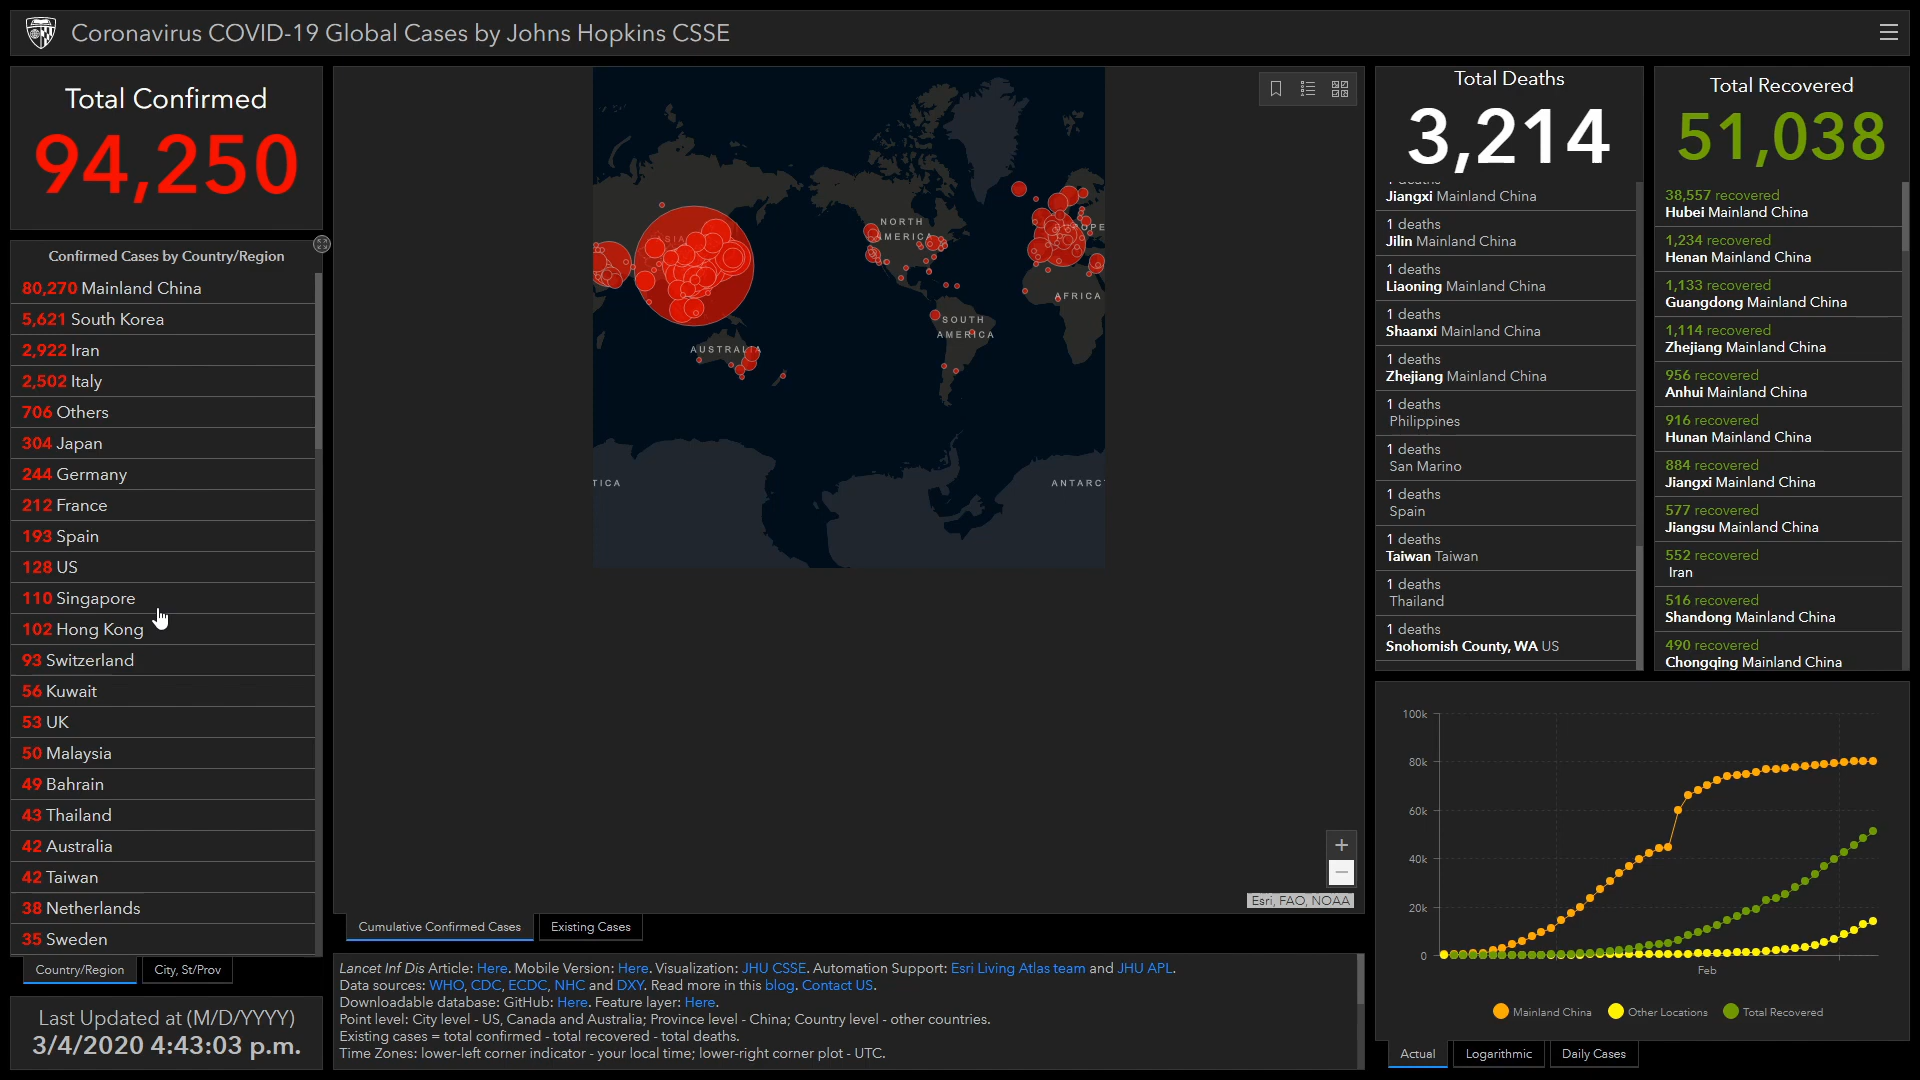 Coronavirus COVID-19 Global Cases by Johns Hopkins CSSE
Total Confirmed
94,250
Confirmed Cases by Country/Region
80,270 Mainland China
5,621 South Korea
2,922 Iran
2,502 Italy
706 Others
304 Japan
244 Germany
212 France
193 Spain
128 US
110 Singapore
102 Hong Kong
93 Switzerland
56 Kuwait
53 UK
50 Malaysia
49 Bahrain
43 Thailand
42 Australia
42 Taiwan
38 Netherlands
35 Sweden
Country/Region
City, St/Prov
Last Updated at (M/D/YYYY)
3/4/2020 4:43:03 p.m.
ASIA
NORTH
AMERICA
OPE
AFRICA
SOUTH
AMERICA
AUSTRALIA
TICA
ANTARC
+
−
Esri, FAO, NOAA
Cumulative Confirmed Cases
Existing Cases
Lancet Inf Dis Article: Here. Mobile Version: Here. Visualization: JHU CSSE. Automation Support: Esri Living Atlas team and JHU APL.
Data sources: WHO, CDC, ECDC, NHC and DXY. Read more in this blog. Contact US.
Downloadable database: GitHub: Here. Feature layer: Here.
Point level: City level - US, Canada and Australia; Province level - China; Country level - other countries.
Existing cases = total confirmed - total recovered - total deaths.
Time Zones: lower-left corner indicator - your local time; lower-right corner plot - UTC.
Total Deaths
3,214
Jiangxi Mainland China
1 deaths
Jilin Mainland China
1 deaths
Liaoning Mainland China
1 deaths
Shaanxi Mainland China
1 deaths
Zhejiang Mainland China
1 deaths
Philippines
1 deaths
San Marino
1 deaths
Spain
1 deaths
Taiwan Taiwan
1 deaths
Thailand
1 deaths
Snohomish County, WA US
Total Recovered
51,038
38,557 recovered
Hubei Mainland China
1,234 recovered
Henan Mainland China
1,133 recovered
Guangdong Mainland China
1,114 recovered
Zhejiang Mainland China
956 recovered
Anhui Mainland China
916 recovered
Hunan Mainland China
884 recovered
Jiangxi Mainland China
577 recovered
Jiangsu Mainland China
552 recovered
Iran
516 recovered
Shandong Mainland China
490 recovered
Chongqing Mainland China
100k
80k
60k
40k
20k
0
Feb
Mainland China
Other Locations
Total Recovered
Actual
Logarithmic
Daily Cases